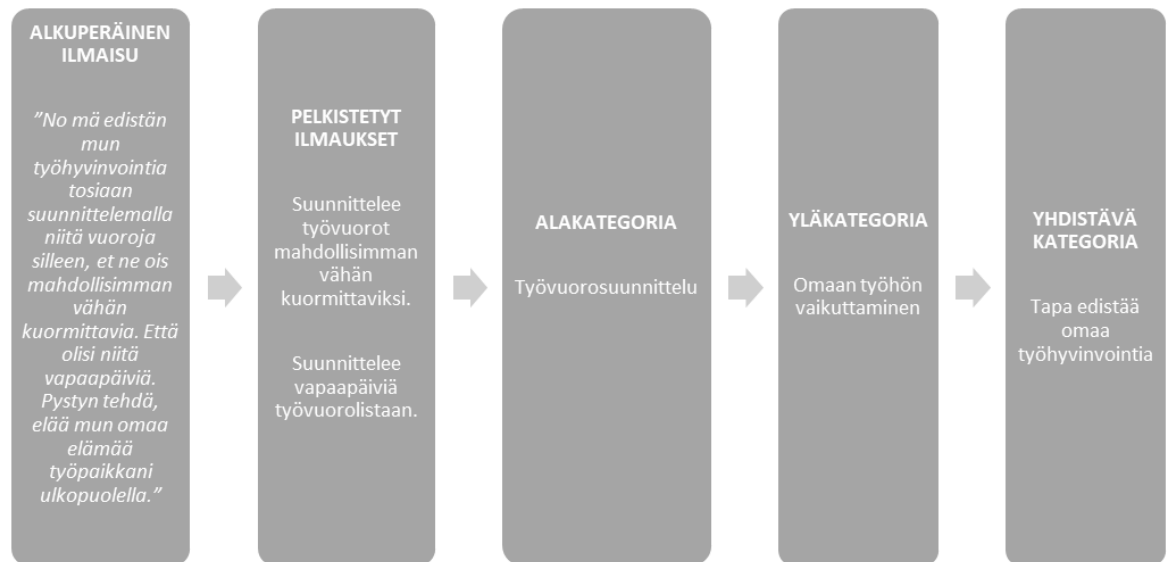 ALKUPERÄINEN
ILMAISU
”No mä edistän
mun
työhyvinvointia
tosiaan
suunnittelemalla
niitä vuoroja
silleen, et ne ois
mahdollisimman
vähän
kuormittavia. Että
olisi niitä
vapaapäiviä.
Pystyn tehdä,
elää mun omaa
elämää
työpaikkani
ulkopuolella.”
PELKISTETYT
ILMAUKSET
Suunnittelee
työvuorot
mahdollisimman
vähän
kuormittaviksi.
Suunnittelee
vapaapäiviä
työvuorolistaan.
ALAKATEGORIA
Työvuorosuunnittelu
YLÄKATEGORIA
Omaan työhön
vaikuttaminen
YHDISTÄVÄ
KATEGORIA
Tapa edistää
omaa
työhyvinvointia